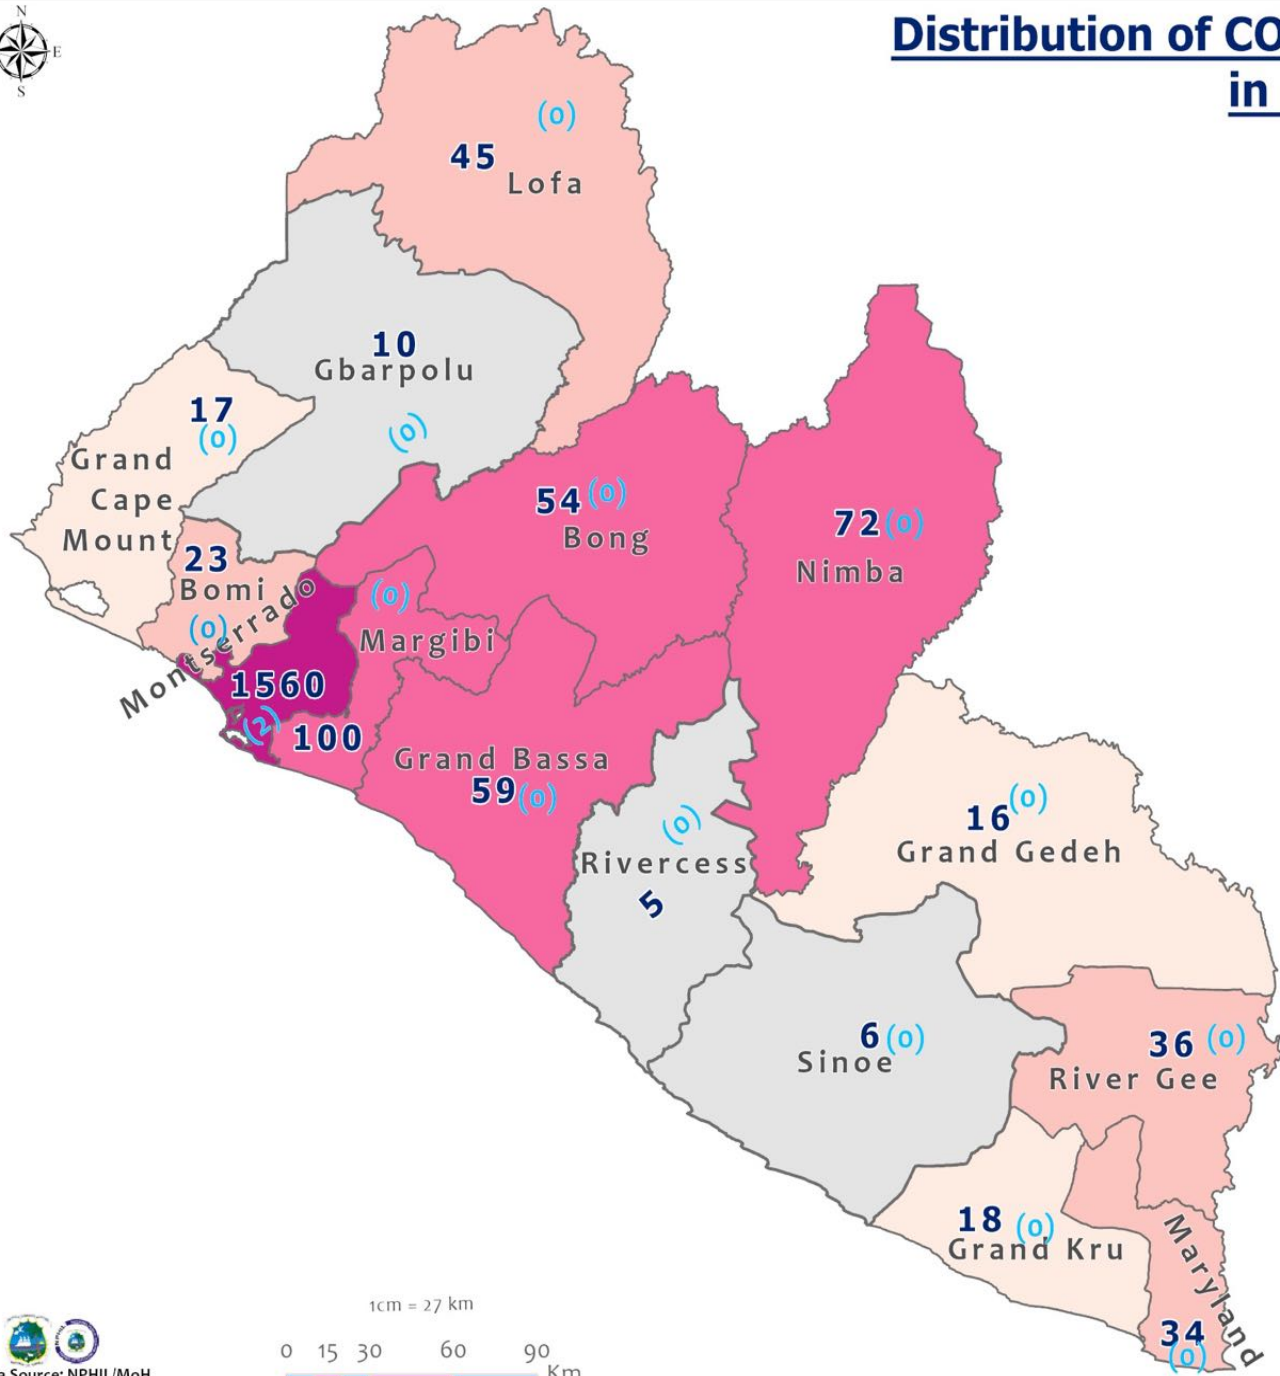 N
E
S
Distribution of CO
in
(0)
45
Lofa
10
Gbarpolu
(0)
17
(0)
Grand
Cape
Mount
54 (0)
Bong
72 (0)
Nimba
23
Bomi
(0)
Montserrado
1560
(2)
(0)
Margibi
100
Grand Bassa
59 (0)
(0)
Rivercess
5
16 (0)
Grand Gedeh
6 (0)
Sinoe
36 (0)
River Gee
18 (0)
Grand Kru
Maryland
34
(0)
1cm = 27 km
0 15 30 60 90
Km
a Source: NPHIL/MoH